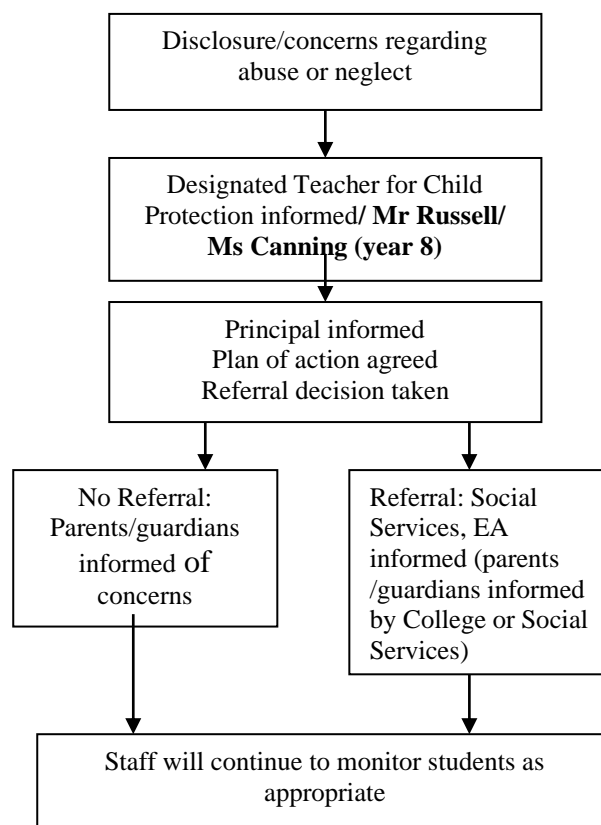 Disclosure/concerns regarding
abuse or neglect
Designated Teacher for Child
Protection informed/ Mr Russell/
Ms Canning (year 8)
Principal informed
Plan of action agreed
Referral decision taken
No Referral:
Parents/guardians
informed of
concerns
Referral: Social
Services, EA
informed (parents
/guardians informed
by College or Social
Services)
Staff will continue to monitor students as
appropriate